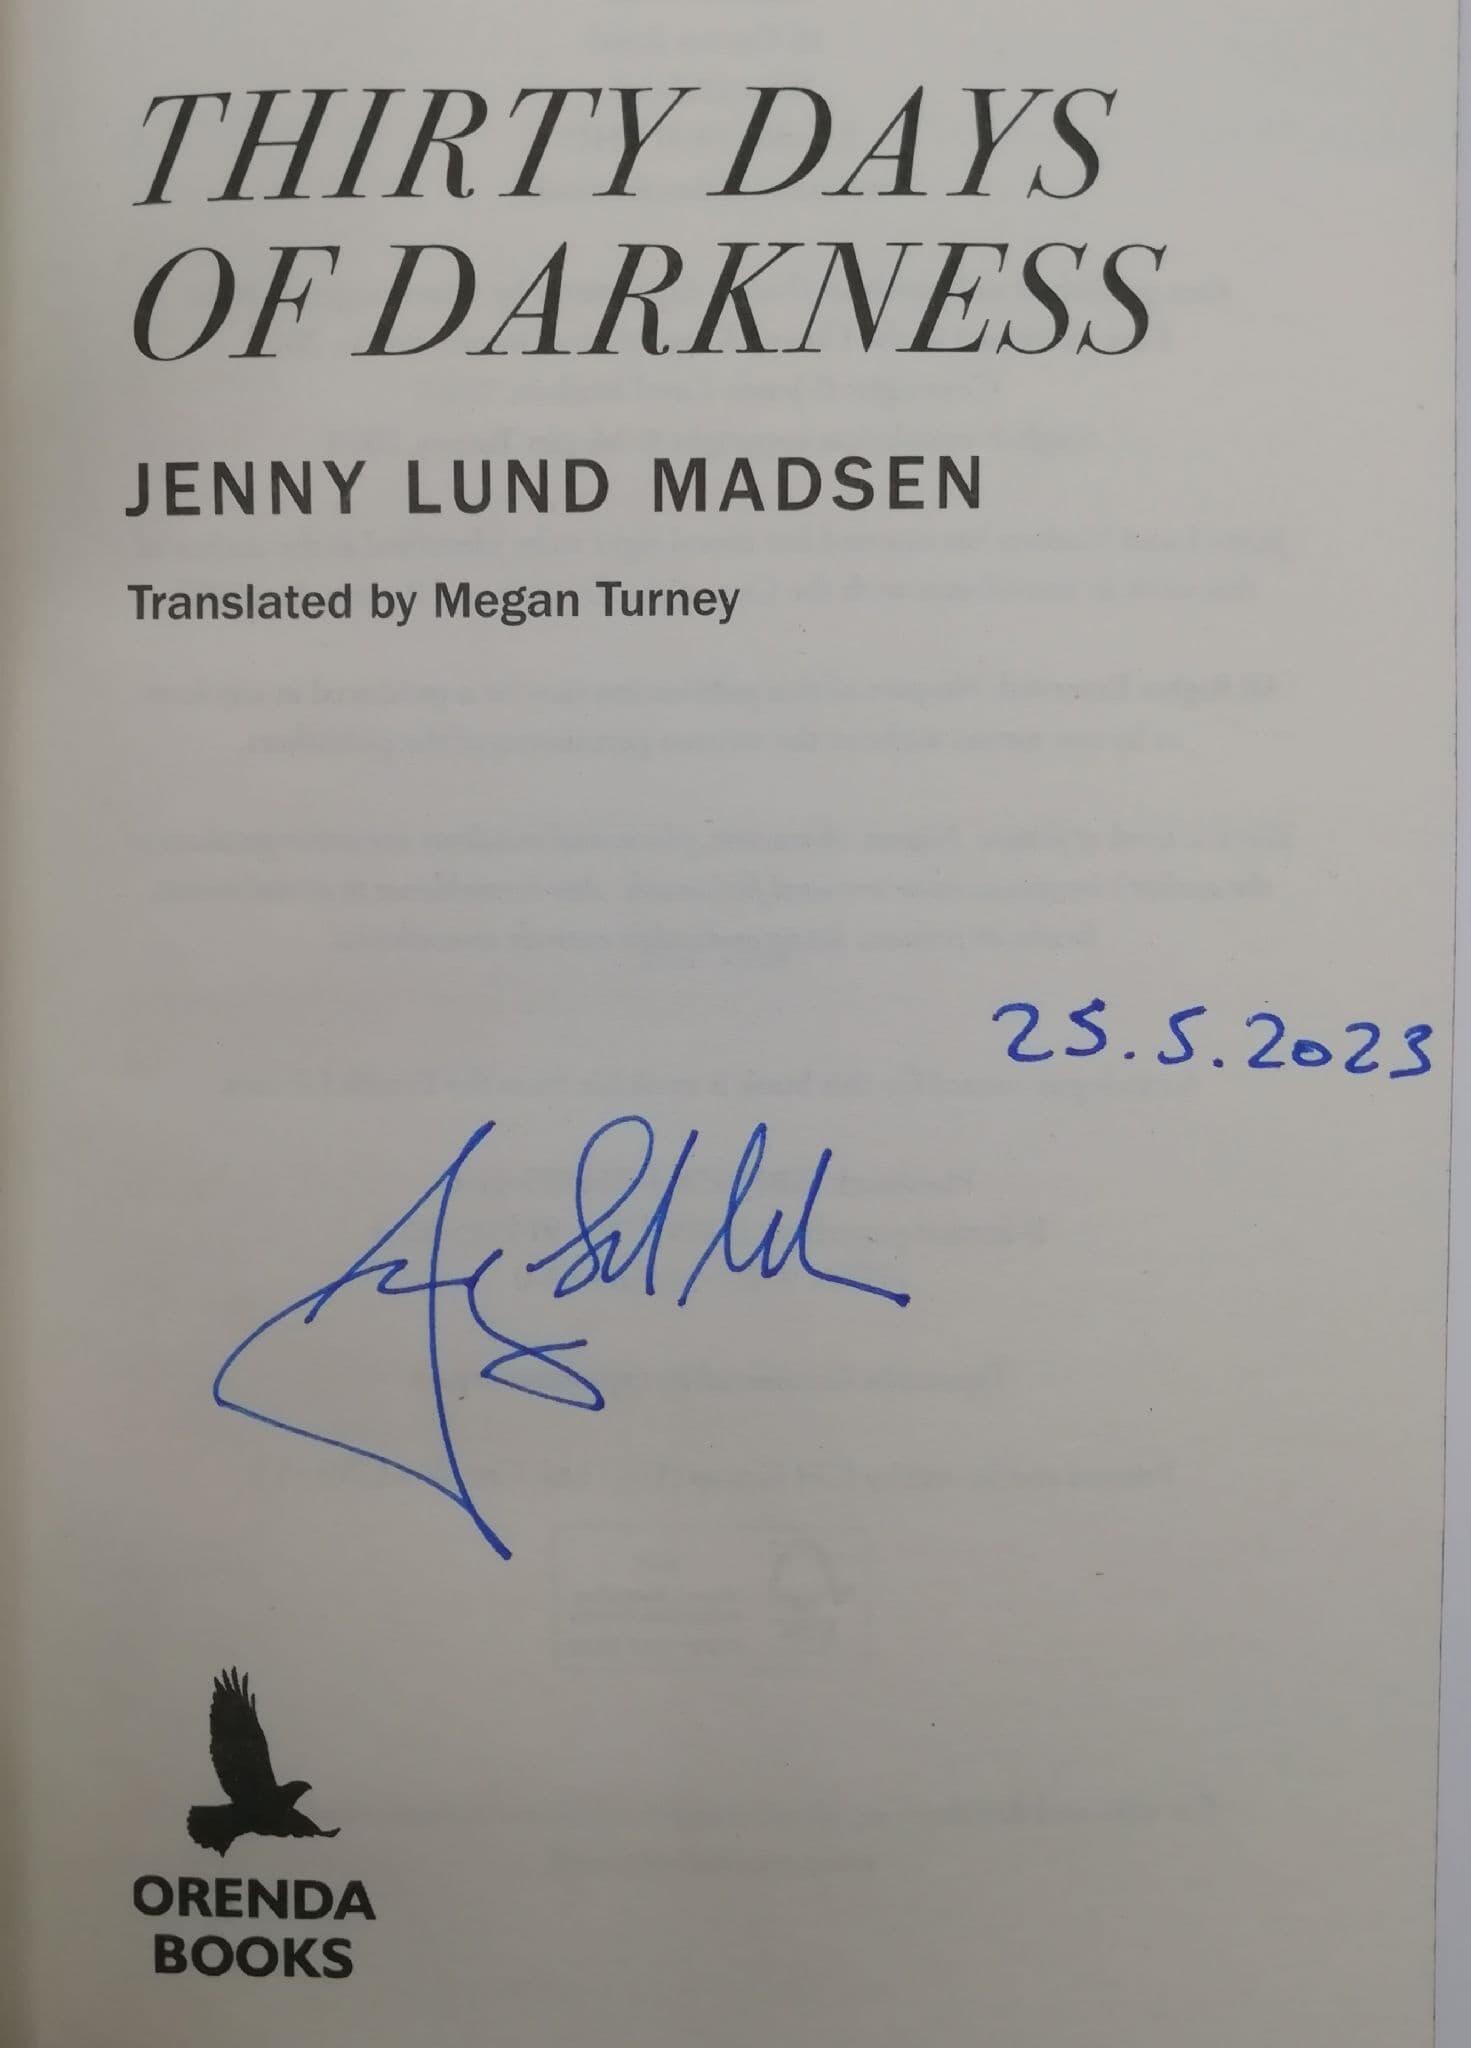 THIRTY DAYS
OF DARKNESS
JENNY LUND MADSEN
Translated by Megan Turney
25.5.2023
ORENDA
BOOKS